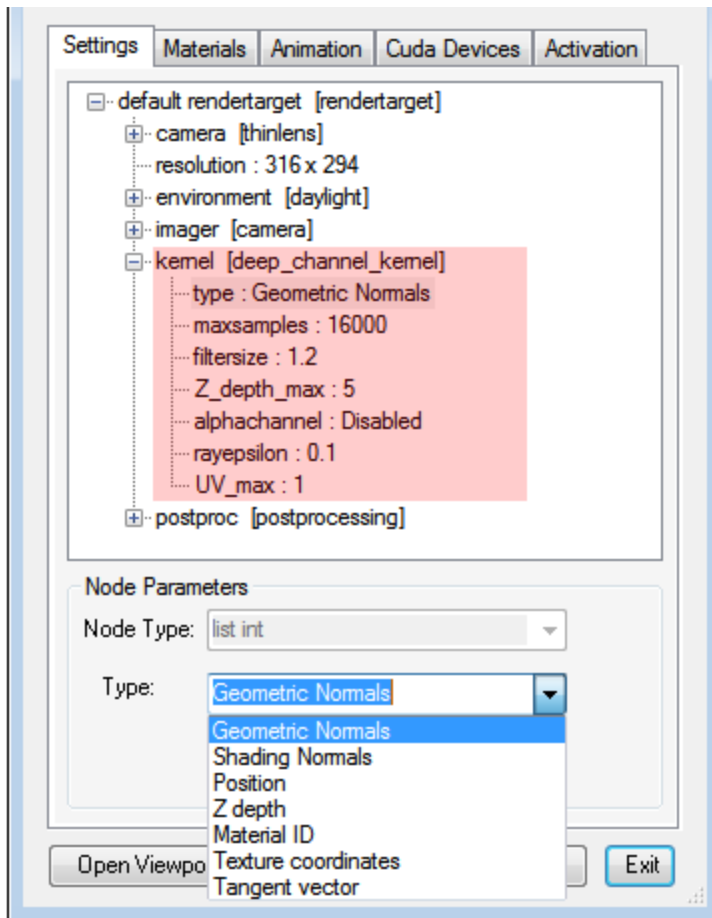 Settings Materials Animation Cuda Devices Activation
default rendertarget [rendertarget]
camera [thinlens]
resolution : 316 x 294
environment [daylight]
imager [camera]
kernel [deep_channel_kernel]
type : Geometric Normals
maxsamples : 16000
filtersize : 1.2
Z_depth_max : 5
alphachannel : Disabled
rayepsilon : 0.1
UV_max : 1
postproc [postprocessing]
Node Parameters
Node Type: list int
Type: Geometric Normals
Geometric Normals
Shading Normals
Position
Z depth
Material ID
Texture coordinates
Tangent vector
Open Viewpo Exit